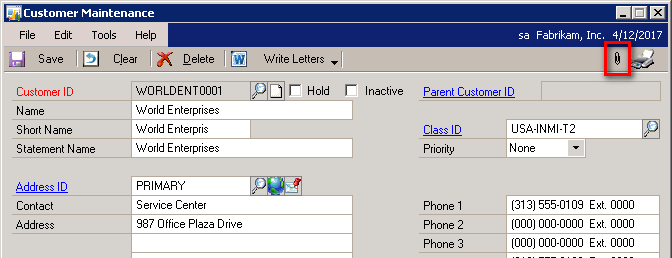 Customer Maintenance
File Edit Tools Help sa Fabrikam, Inc. 4/12/2017
Save Clear Delete W Write Letters
Customer ID WORLDENT0001 Hold Inactive Parent Customer ID
Name World Enterprises
Short Name World Enterpris Class ID USA-INMI-T2
Statement Name World Enterprises Priority None
Address ID PRIMARY
Contact Service Center Phone 1 (313) 555-0109 Ext. 0000
Address 987 Office Plaza Drive Phone 2 (000) 000-0000 Ext. 0000
Phone 3 (000) 000-0000 Ext. 0000